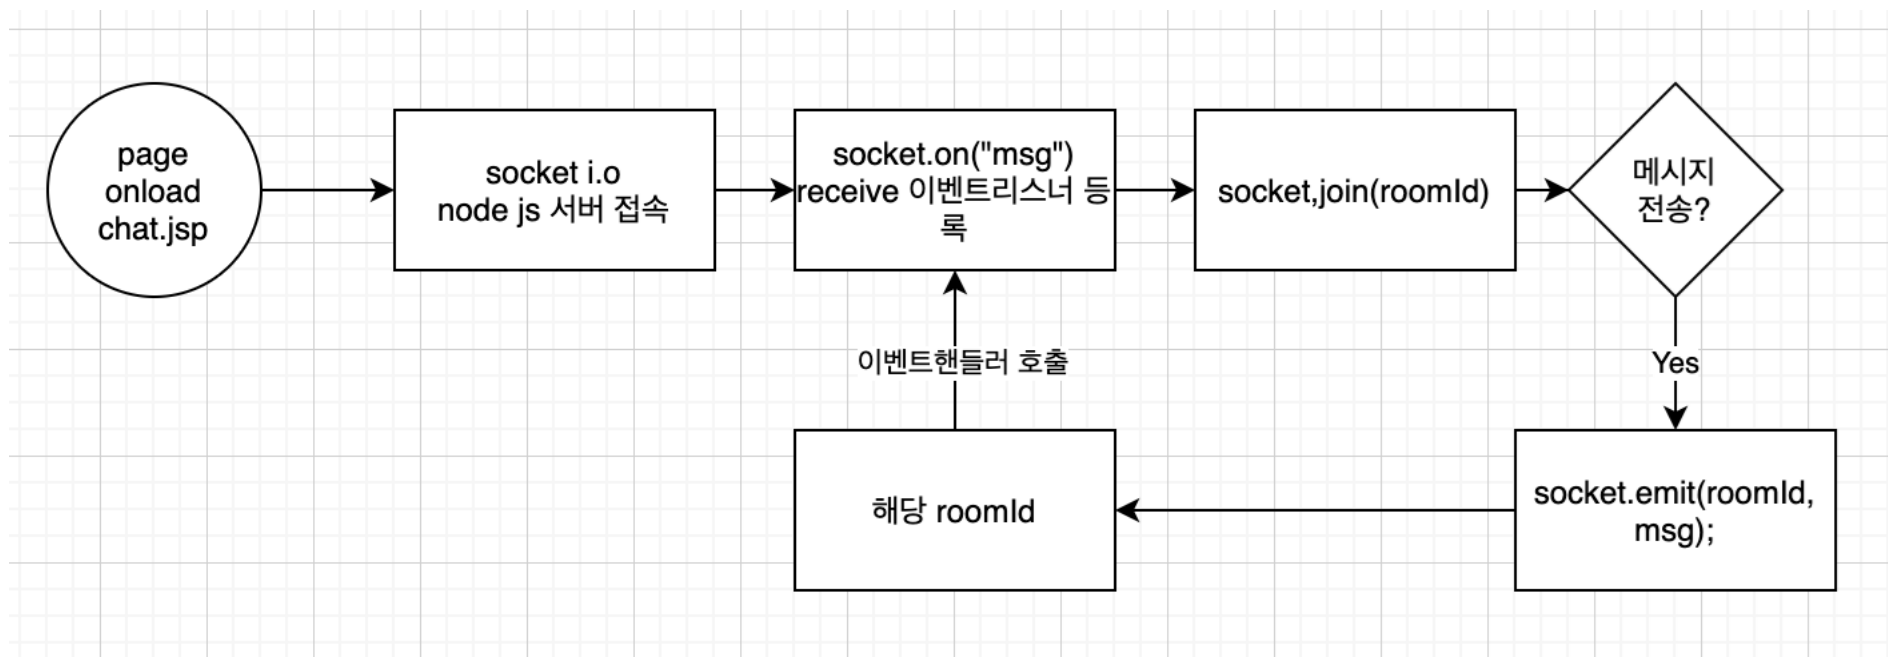 page
onload
chat.jsp
socket i.o
node js 서버 접속
socket.on("msg")
receive 이벤트리스너 등
록
socket,join(roomId)
메시지
전송?
이벤트핸들러 호출
Yes
해당 roomId
socket.emit(roomId,
msg);